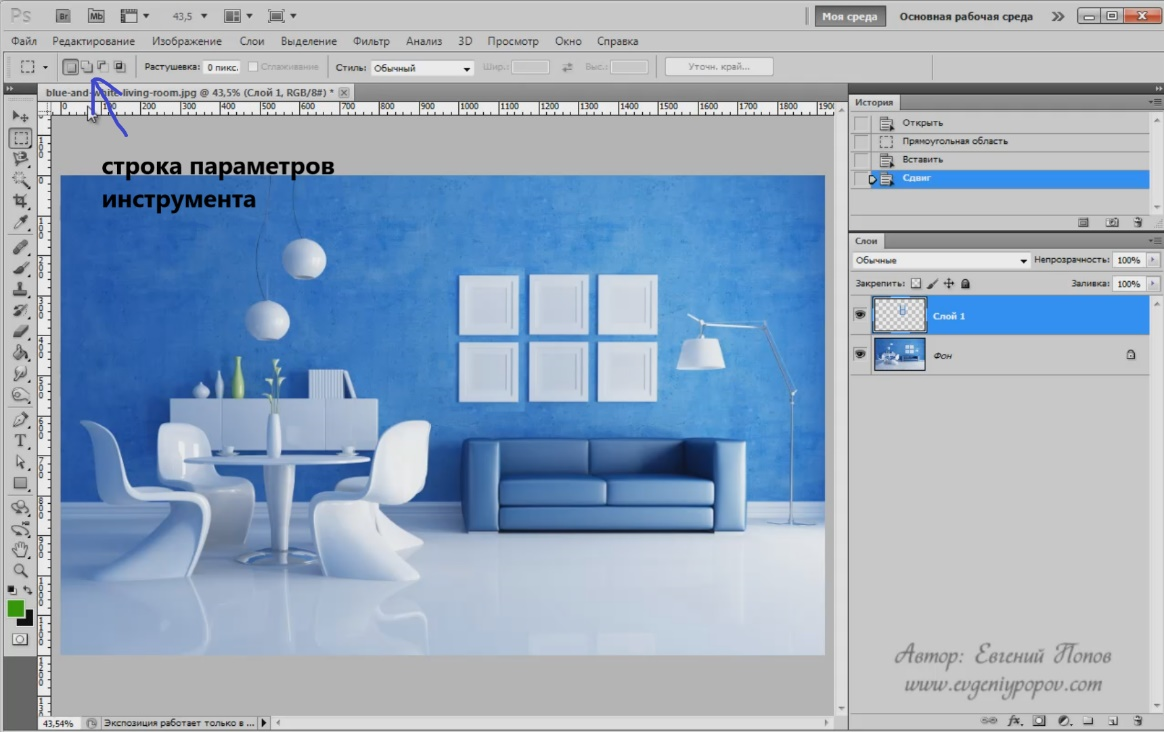 Ps Br Mb 43,5 Моя среда Основная рабочая среда
Файл Редактирование Изображение Слои Выделение Фильтр Анализ 3D Просмотр Окно Справка
Растушевка: 0 пикс. Сглаживание Стиль: Обычный Шир.: Выс.: Уточн. край...
blue-and-white-living-room.jpg @ 43,5% (Слой 1, RGB/8#) *
0 100 200 300 400 500 600 700 800 900 1000 1100 1200 1300 1400 1500 1600 1700 1800 1900
строка параметров
инструмента
История
Открыть
Прямоугольная область
Вставить
Сдвиг
Слои
Обычные Непрозрачность: 100%
Закрепить: Заливка: 100%
Слой 1
Фон
Автор: Евгений Попов
www.evgeniypopov.com
43,54% Экспозиция работает только в ...